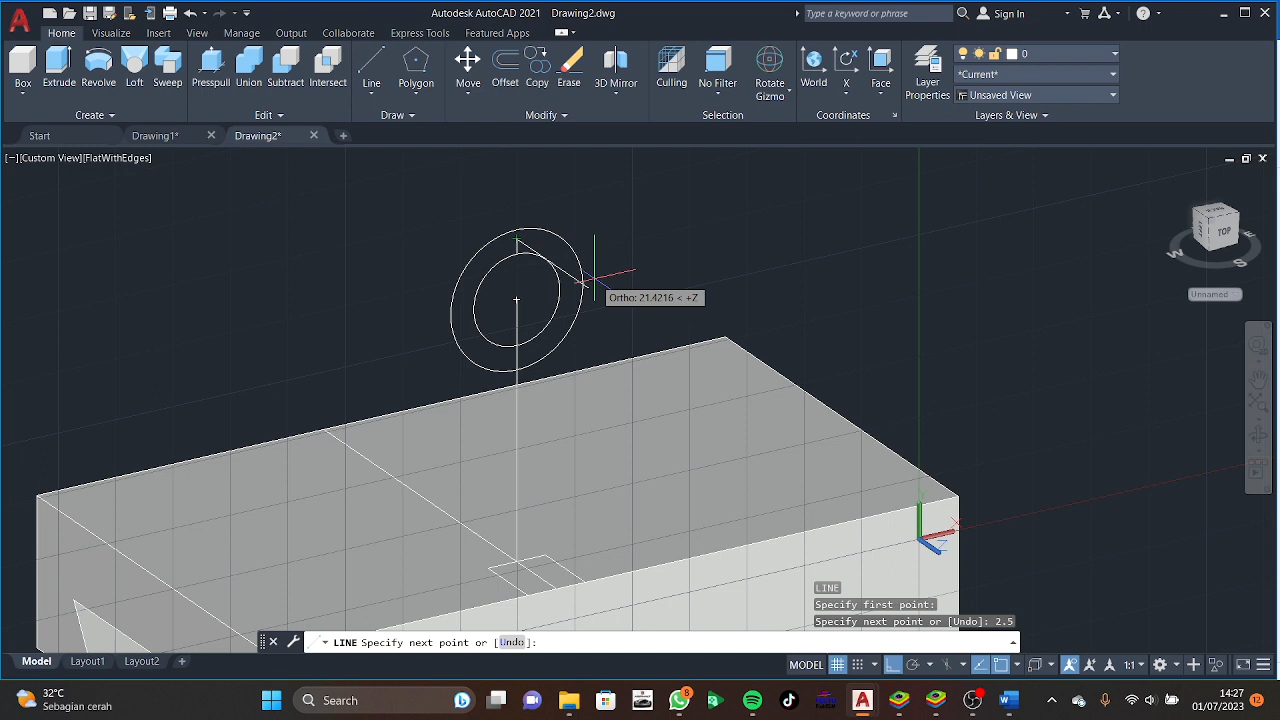 Autodesk AutoCAD 2021 Drawing2.dwg
Type a keyword or phrase
Sign In
Home Visualize Insert View Manage Output Collaborate Express Tools Featured Apps
Box Extrude Revolve Loft Sweep
Presspull Union Subtract Intersect
Line Polygon
Move Offset Copy Erase 3D Mirror
Culling No Filter Rotate Gizmo
World X Face
Layer Properties
0
*Current*
Unsaved View
Create Edit Draw Modify Selection Coordinates Layers & View
Start Drawing1* Drawing2*
[−][Custom View][FlatWithEdges]
TOP
W S E
Unnamed
Ortho: 21.4216 < +Z
Y
X
Z
LINE
Specify first point:
Specify next point or [Undo]: 2.5
LINE Specify next point or [Undo]:
Model Layout1 Layout2
MODEL 1:1
32°C
Sebagian cerah
Search
8
14:27
01/07/2023
12